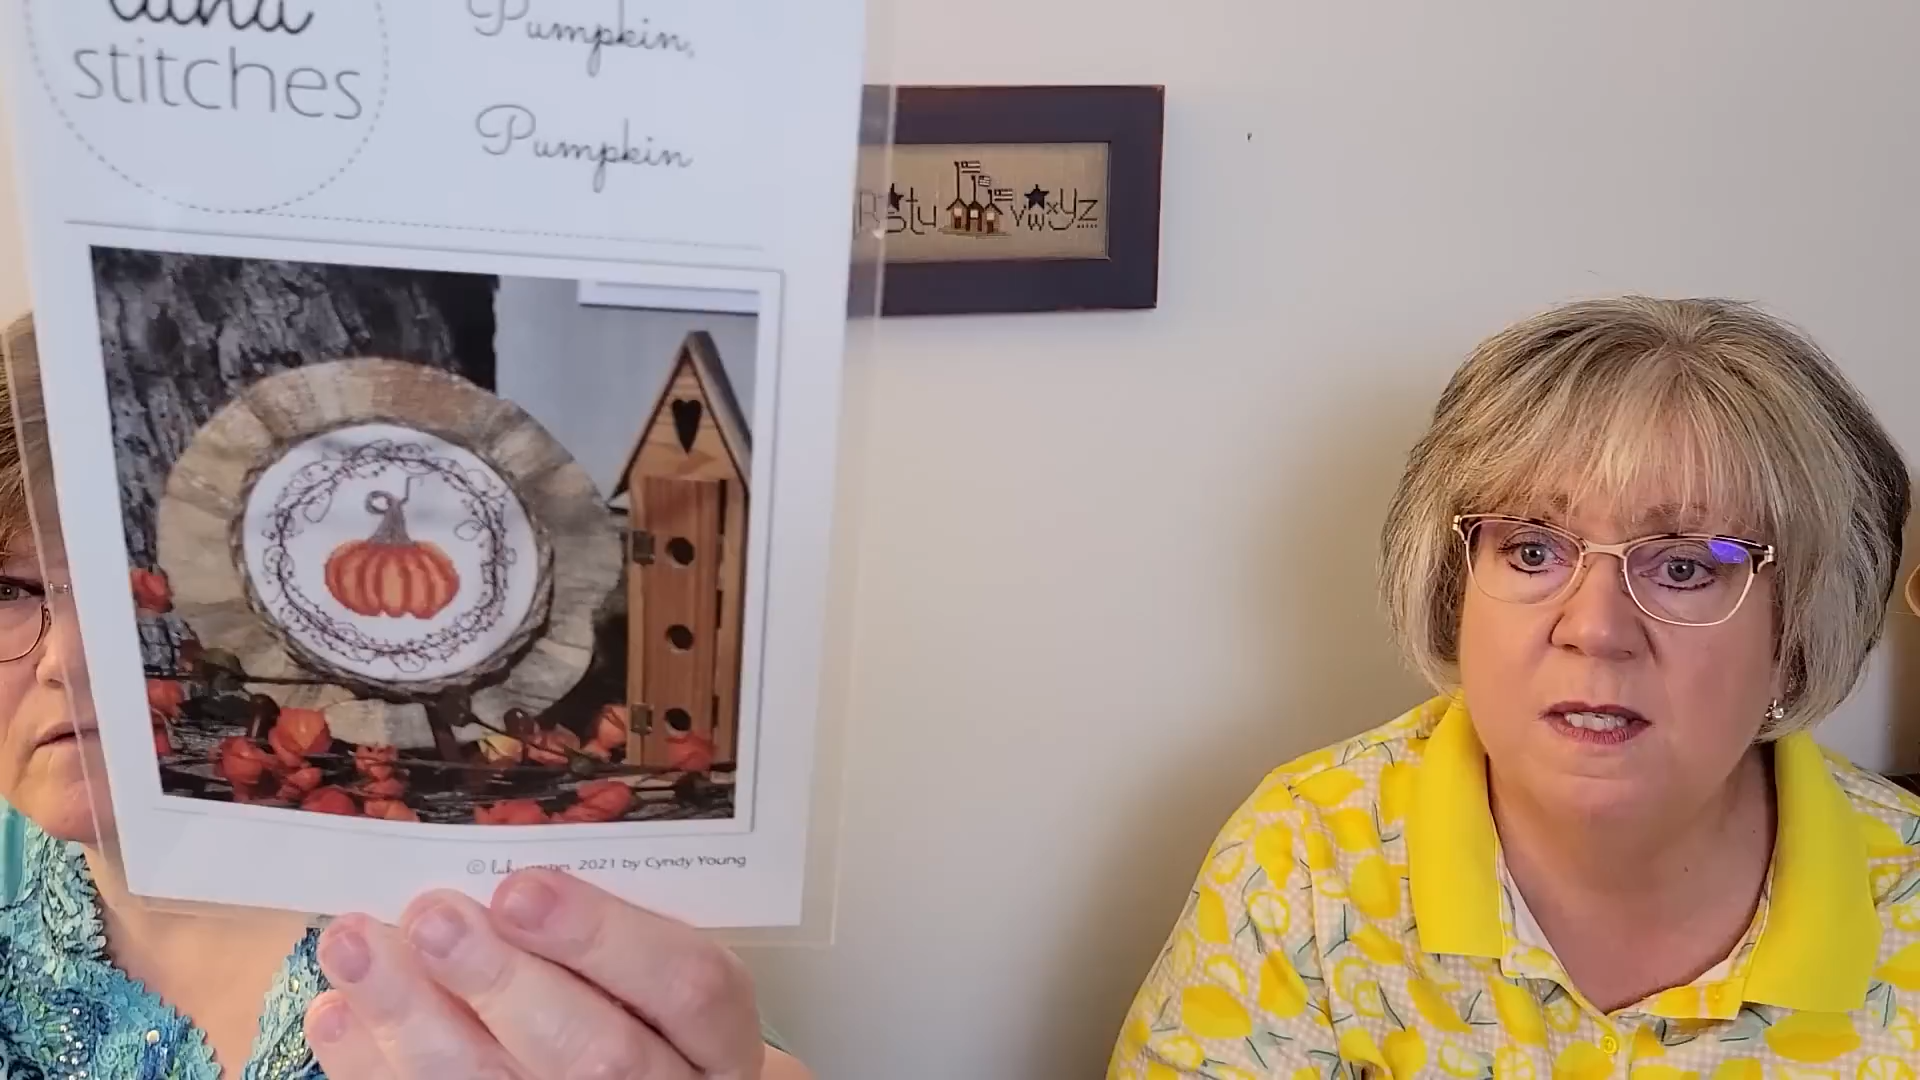 stitches
Pumpkin,
Pumpkin
© 2021 by Cyndy Young
stu vwxyz